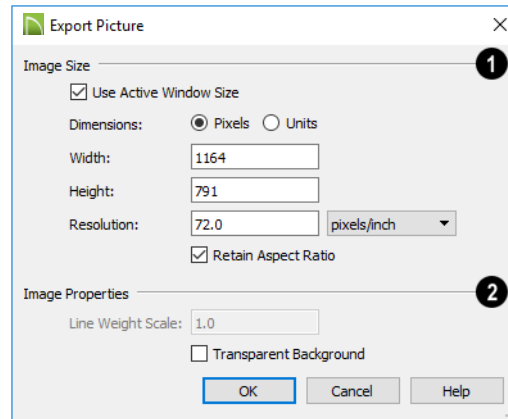 Export Picture
Image Size 1
Use Active Window Size
Dimensions: Pixels Units
Width: 1164
Height: 791
Resolution: 72.0 pixels/inch
Retain Aspect Ratio
Image Properties 2
Line Weight Scale: 1.0
Transparent Background
OK Cancel Help